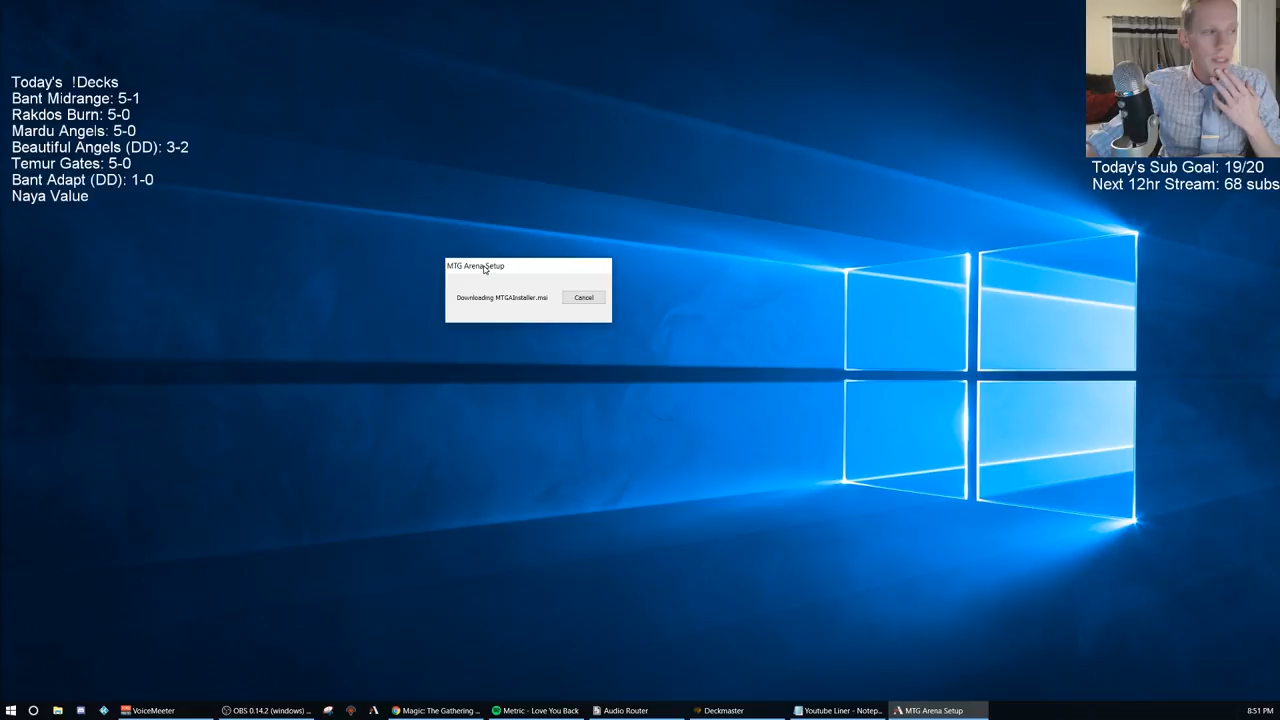 Today's !Decks
Bant Midrange: 5-1
Rakdos Burn: 5-0
Mardu Angels: 5-0
Beautiful Angels (DD): 3-2
Temur Gates: 5-0
Bant Adapt (DD): 1-0
Naya Value
Today's Sub Goal: 19/20
Next 12hr Stream: 68 subs
MTG Arena Setup
Downloading MTGAInstaller.msi
Cancel
VoiceMeeter
OBS 0.14.2 (windows) ...
Magic: The Gathering ...
Metric - Love You Back
Audio Router
Deckmaster
Youtube Liner - Notep...
MTG Arena Setup
8:51 PM